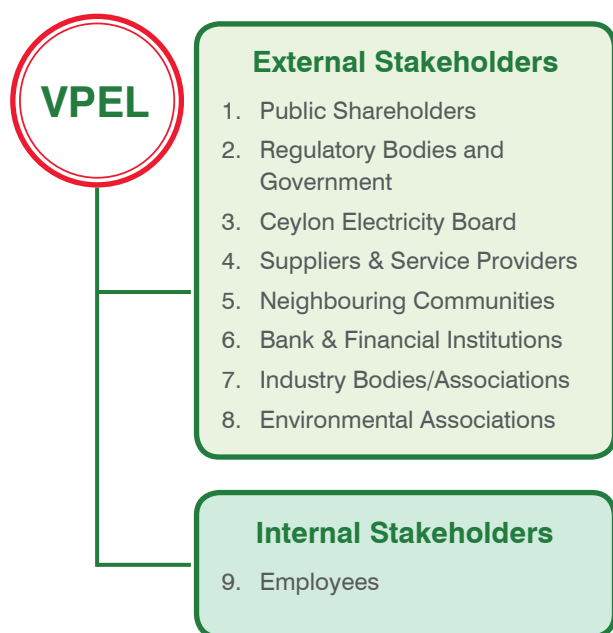 VPEL
External Stakeholders
1. Public Shareholders
2. Regulatory Bodies and
Government
3. Ceylon Electricity Board
4. Suppliers & Service Providers
5. Neighbouring Communities
6. Bank & Financial Institutions
7. Industry Bodies/Associations
8. Environmental Associations
Internal Stakeholders
9. Employees